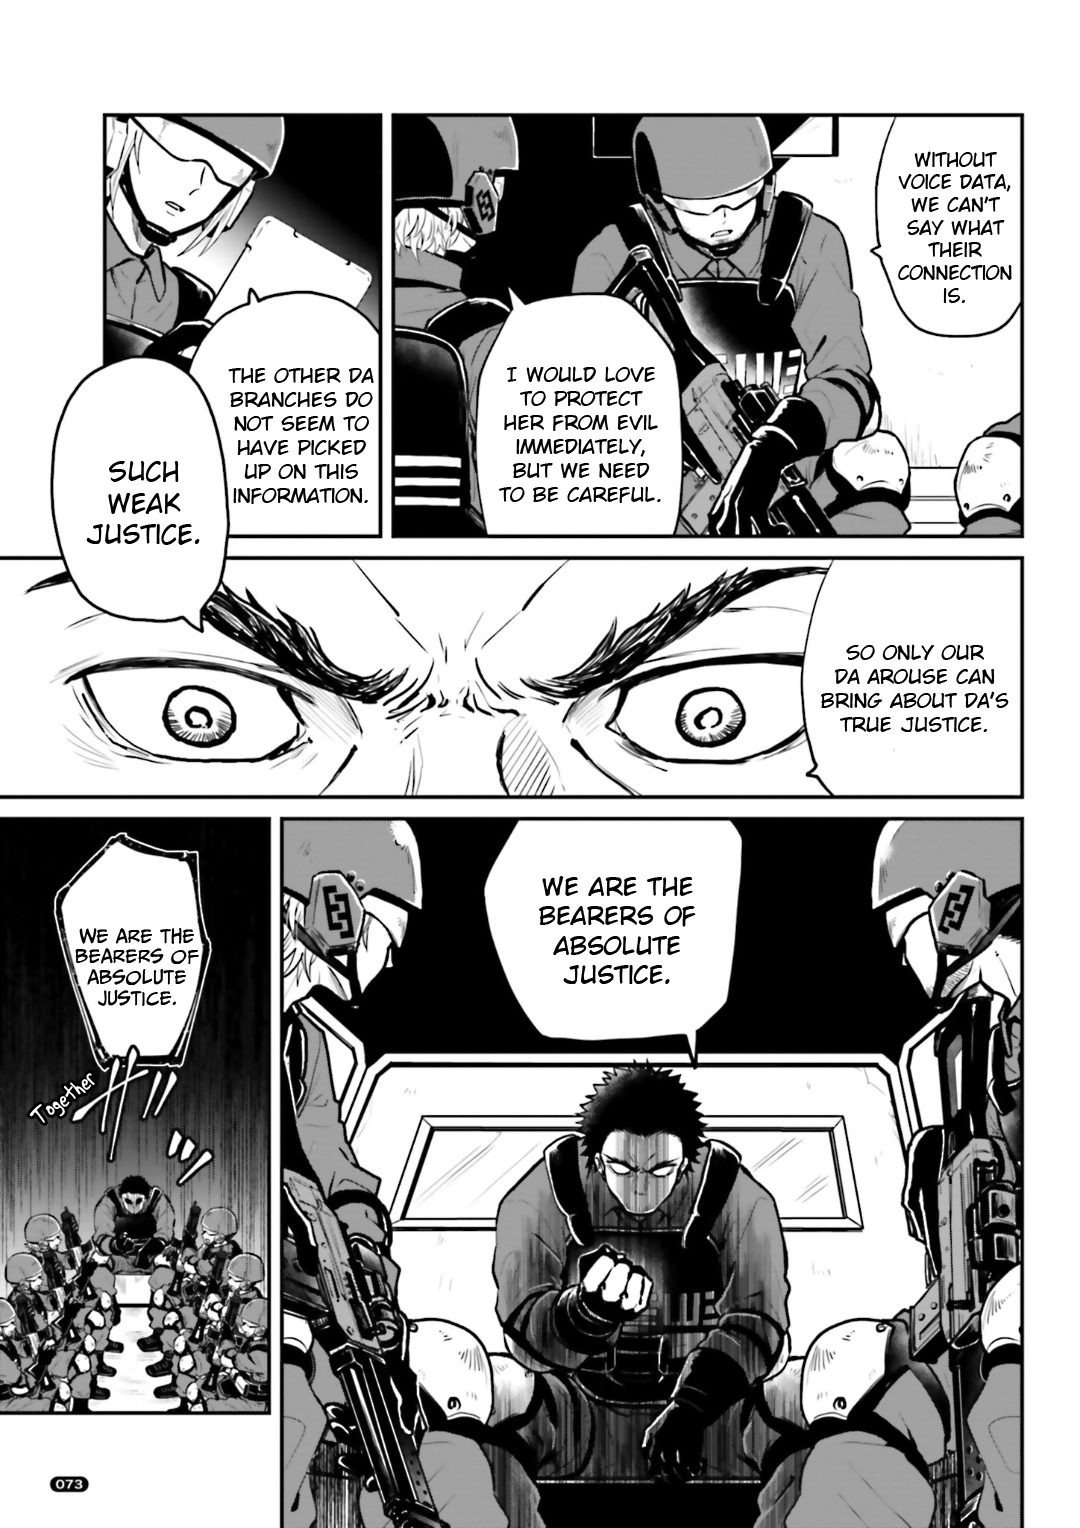 WITHOUT
VOICE DATA,
WE CAN'T
SAY WHAT
THEIR
CONNECTION
IS.
I WOULD LOVE
TO PROTECT
HER FROM EVIL
IMMEDIATELY,
BUT WE NEED
TO BE CAREFUL.
THE OTHER DA
BRANCHES DO
NOT SEEM TO
HAVE PICKED
UP ON THIS
INFORMATION.
SUCH
WEAK
JUSTICE.
SO ONLY OUR
DA AROUSE CAN
BRING ABOUT DA'S
TRUE JUSTICE.
WE ARE THE
BEARERS OF
ABSOLUTE
JUSTICE.
WE ARE THE
BEARERS OF
ABSOLUTE
JUSTICE.
Together
073